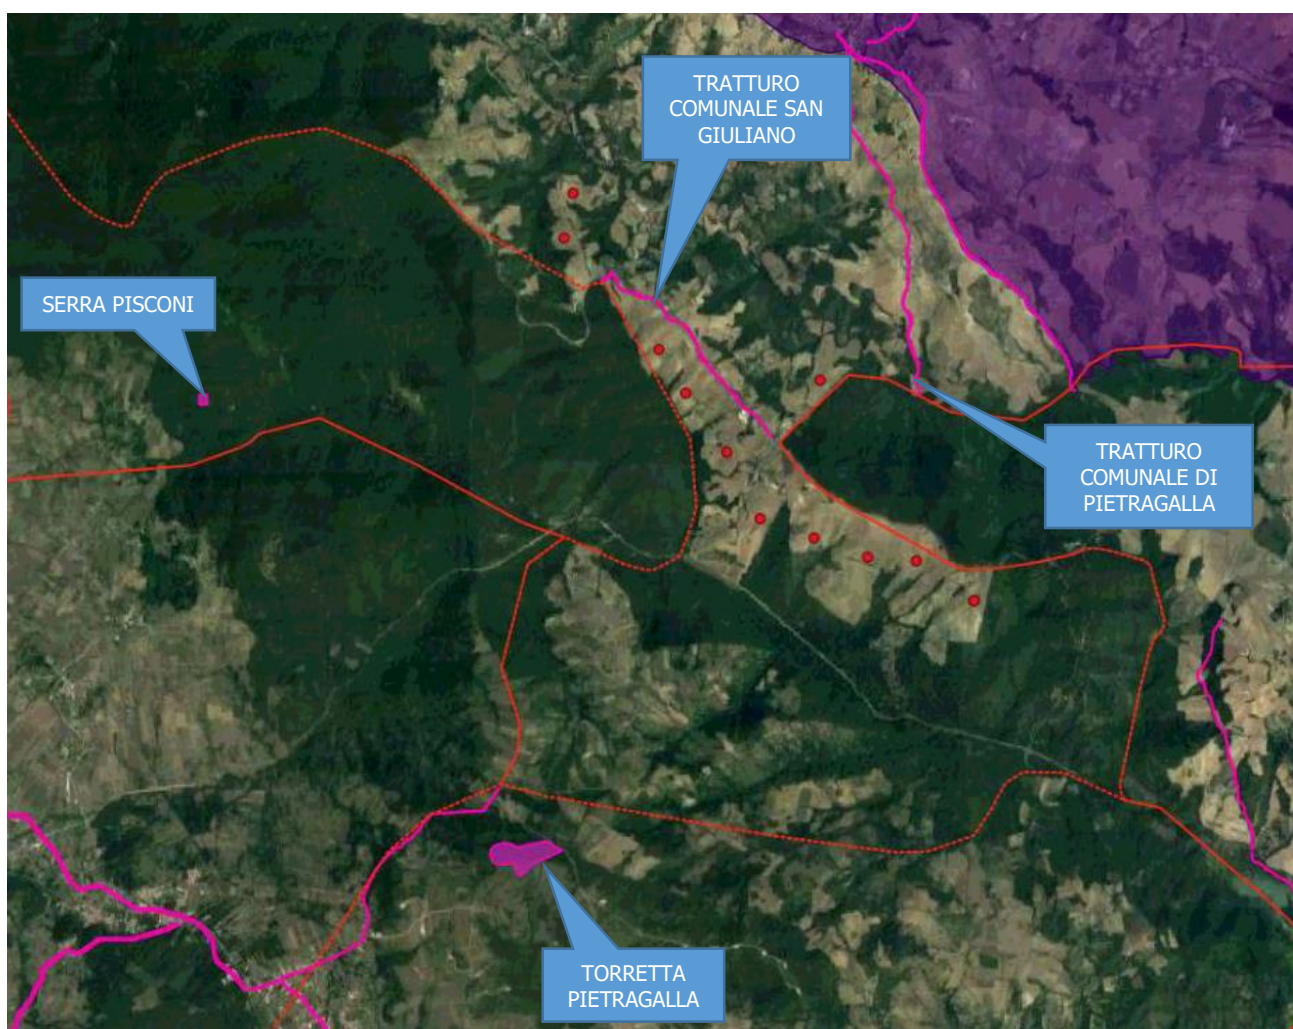 TRATTURO
COMUNALE SAN
GIULIANO
SERRA PISCONI
TRATTURO
COMUNALE DI
PIETRAGALLA
TORRETTA
PIETRAGALLA